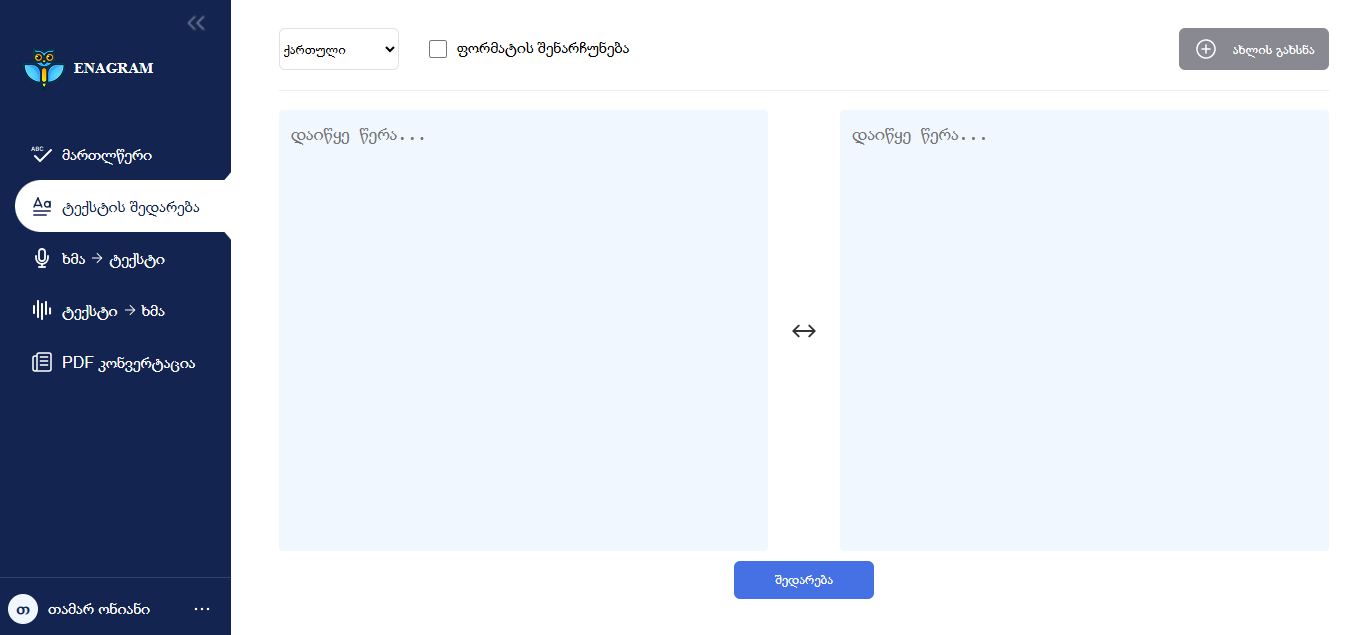 ENAGRAM
ABC
მართლწერი
Aa
ტექსტის შედარება
ხმა → ტექსტი
ტექსტი → ხმა
PDF კონვერტაცია
თ
თამარ ონიანი
ქართული
ფორმატის შენარჩუნება
ახლის გახსნა
დაიწყე წერა...
დაიწყე წერა...
შედარება